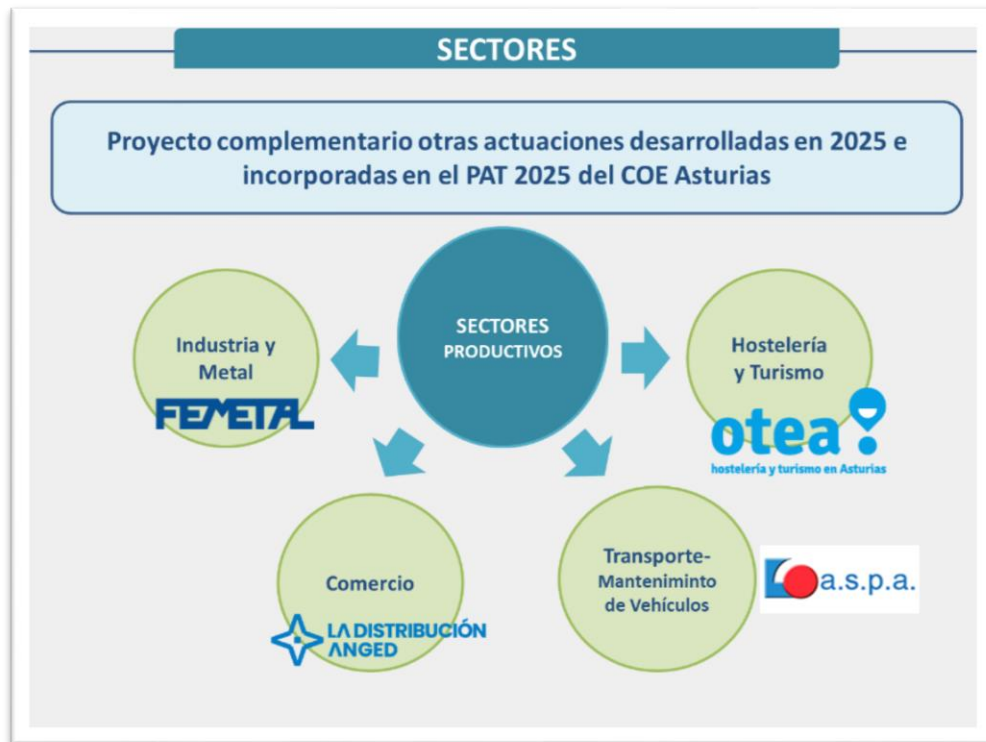 SECTORES
Proyecto complementario otras actuaciones desarrolladas en 2025 e
incorporadas en el PAT 2025 del COE Asturias
SECTORES
PRODUCTIVOS
Industria y
Metal
FEMETAL
Hostelería
y Turismo
otea
hostelería y turismo en Asturias
Comercio
LA DISTRIBUCIÓN
ANGED
Transporte-
Manteniminto
de Vehículos
a.s.p.a.